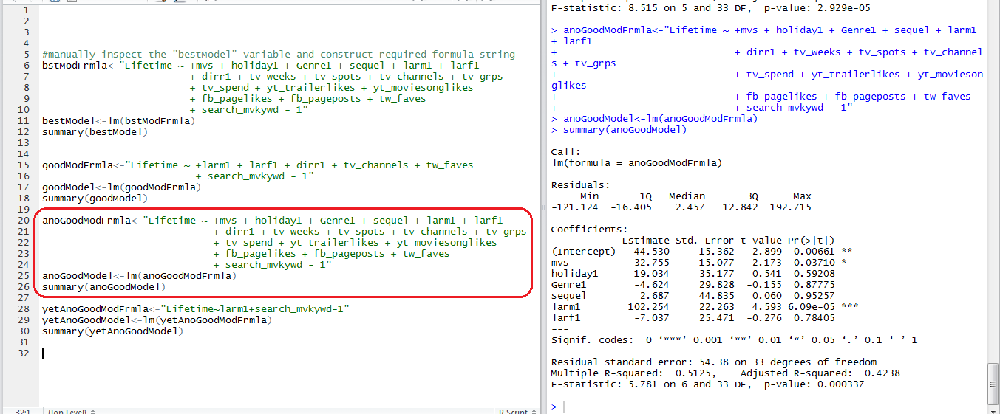 1
2
3
4
5 #manually inspect the "bestModel" variable and construct required formula string
6 bstModFrmla<-"Lifetime ~ +mvs + holiday1 + Genre1 + sequel + larm1 + larf1
7 + dirr1 + tv_weeks + tv_spots + tv_channels + tv_grps
8 + tv_spend + yt_trailerlikes + yt_moviesonglikes
9 + fb_pagelikes + fb_pageposts + tw_faves
10 + search_mvkywd - 1"
11 bestModel<-lm(bstModFrmla)
12 summary(bestModel)
13
14
15 goodModFrmla<-"Lifetime ~ +larm1 + larf1 + dirr1 + tv_channels + tw_faves
16 + search_mvkywd - 1"
17 goodModel<-lm(goodModFrmla)
18 summary(goodModel)
19
20 anoGoodModFrmla<-"Lifetime ~ +mvs + holiday1 + Genre1 + sequel + larm1 + larf1
21 + dirr1 + tv_weeks + tv_spots + tv_channels + tv_grps
22 + tv_spend + yt_trailerlikes + yt_moviesonglikes
23 + fb_pagelikes + fb_pageposts + tw_faves
24 + search_mvkywd - 1"
25 anoGoodModel<-lm(anoGoodModFrmla)
26 summary(anoGoodModel)
27
28 yetAnoGoodModFrmla<-"Lifetime~larm1+search_mvkywd-1"
29 yetAnoGoodModel<-lm(yetAnoGoodModFrmla)
30 summary(yetAnoGoodModel)
31
32
32:1 (Top Level) R Script
F-statistic: 8.515 on 5 and 33 DF, p-value: 2.929e-05
> anoGoodModFrmla<-"Lifetime ~ +mvs + holiday1 + Genre1 + sequel + larm1
+ larf1
+ + dirr1 + tv_weeks + tv_spots + tv_channel
s + tv_grps
+ + tv_spend + yt_trailerlikes + yt_movieson
glikes
+ + fb_pagelikes + fb_pageposts + tw_faves
+ + search_mvkywd - 1"
> anoGoodModel<-lm(anoGoodModFrmla)
> summary(anoGoodModel)
Call:
lm(formula = anoGoodModFrmla)
Residuals:
Min 1Q Median 3Q Max
-121.124 -16.405 2.457 12.842 192.715
Coefficients:
Estimate Std. Error t value Pr(>|t|)
(Intercept) 44.530 15.362 2.899 0.00661 **
mvs -32.755 15.077 -2.173 0.03710 *
holiday1 19.034 35.177 0.541 0.59208
Genre1 -4.624 29.828 -0.155 0.87775
sequel 2.687 44.835 0.060 0.95257
larm1 102.254 22.263 4.593 6.09e-05 ***
larf1 -7.037 25.471 -0.276 0.78405
---
Signif. codes: 0 ‘***’ 0.001 ‘**’ 0.01 ‘*’ 0.05 ‘.’ 0.1 ‘ ’ 1
Residual standard error: 54.38 on 33 degrees of freedom
Multiple R-squared: 0.5125, Adjusted R-squared: 0.4238
F-statistic: 5.781 on 6 and 33 DF, p-value: 0.000337
>